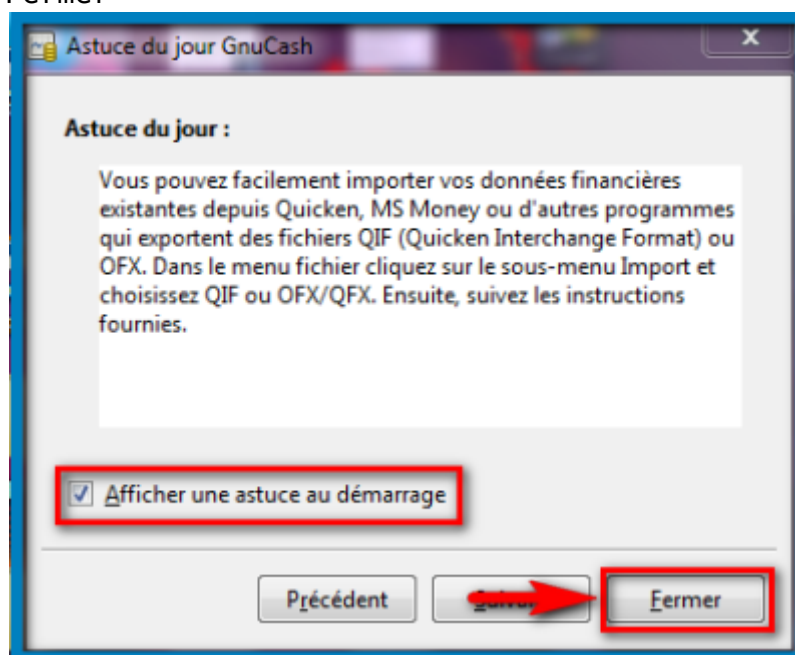 Astuce du jour GnuCash
Astuce du jour :
Vous pouvez facilement importer vos données financières
existantes depuis Quicken, MS Money ou d'autres programmes
qui exportent des fichiers QIF (Quicken Interchange Format) ou
OFX. Dans le menu fichier cliquez sur le sous-menu Import et
choisissez QIF ou OFX/QFX. Ensuite, suivez les instructions
fournies.
Afficher une astuce au démarrage
Précédent
Fermer